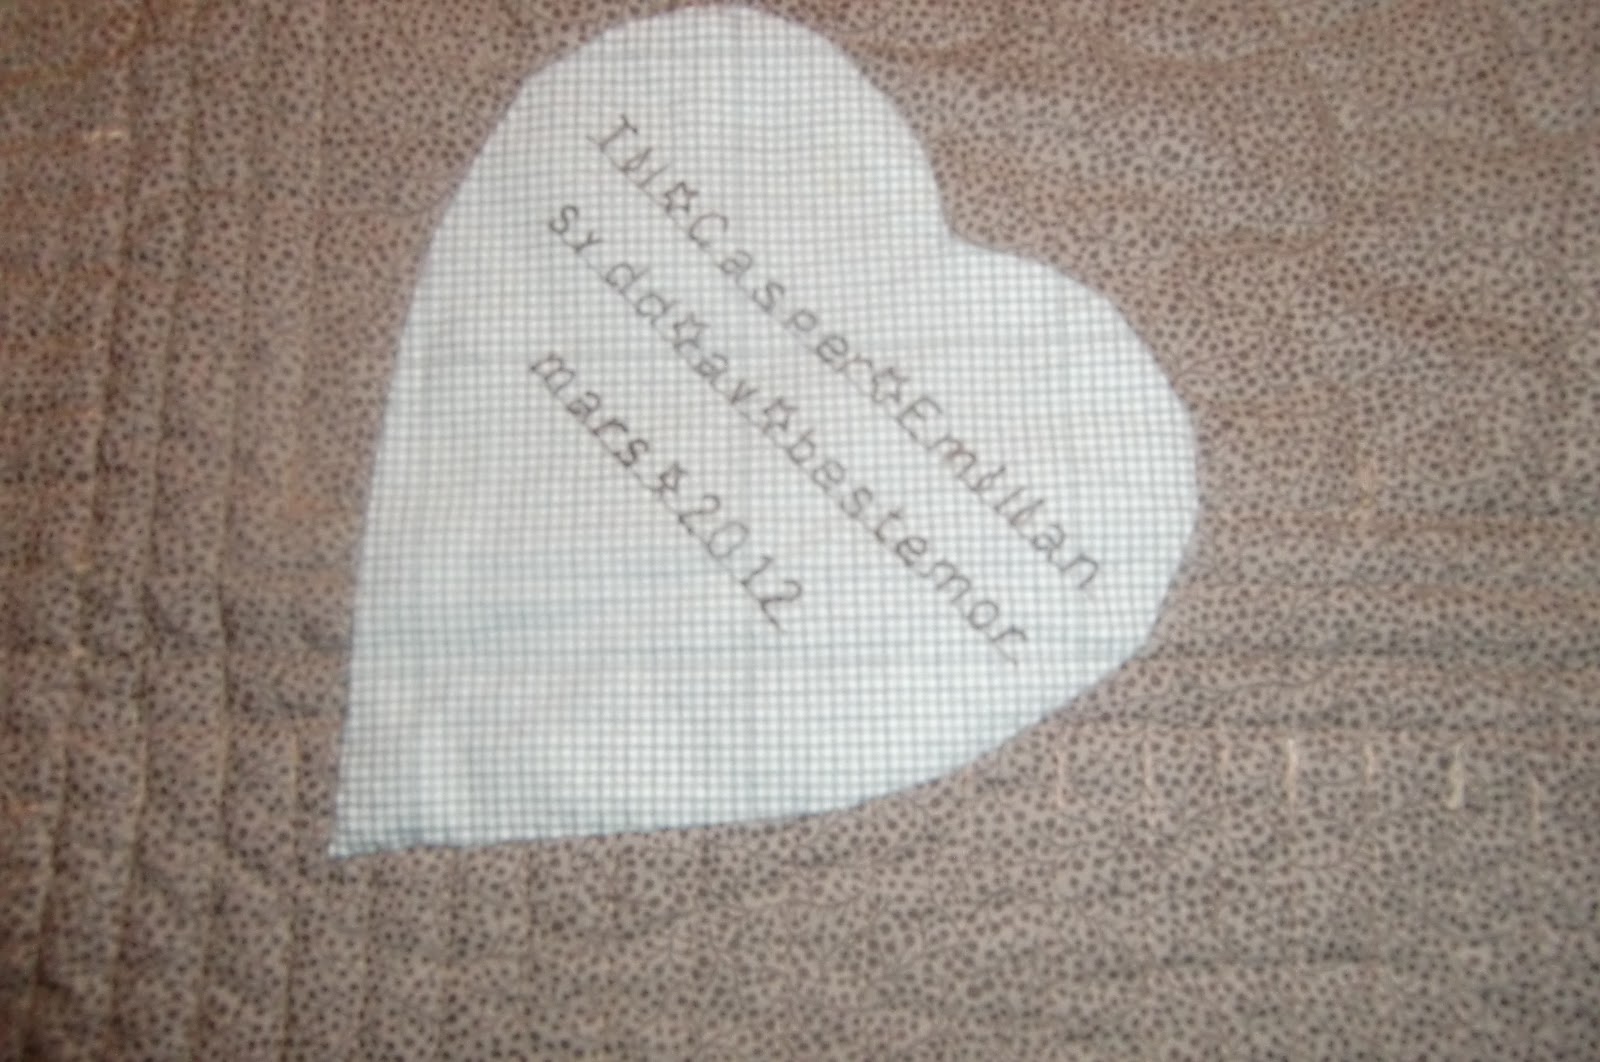 Til☆Casper☆Emilian
sydd☆av☆bestemor
mars☆2012